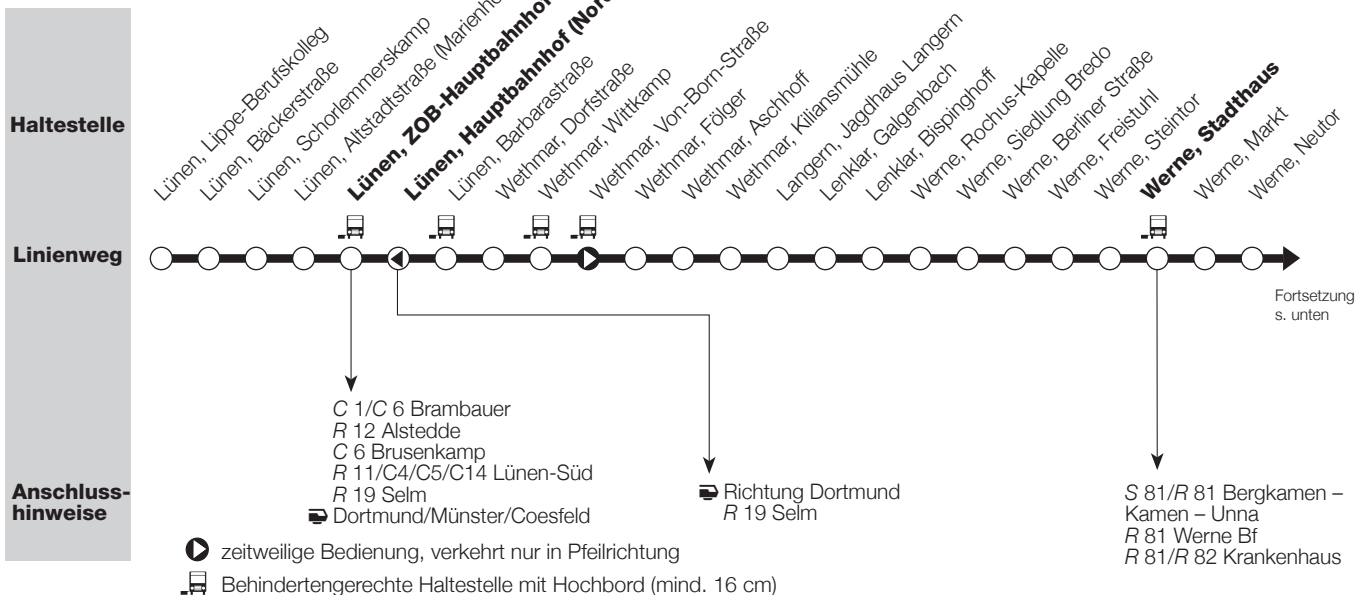 Haltestelle
Lünen, Lippe-Berufskolleg
Lünen, Bäckerstraße
Lünen, Schorlemmerskamp
Lünen, Altstadtstraße
Lünen, ZOB-Hauptbahnhof
Lünen, Hauptbahnhof
Lünen, Barbarastraße
Wethmar, Dorfstraße
Wethmar, Wittkamp
Wethmar, Von-Born-Straße
Wethmar, Fölger
Wethmar, Aschhoff
Wethmar, Kiliansmühle
Langern, Jagdhaus Langern
Lenklar, Galgenbach
Lenklar, Bispinghoff
Werne, Rochus-Kapelle
Werne, Siedlung Bredo
Werne, Berliner Straße
Werne, Freistuhl
Werne, Steintor
Werne, Stadthaus
Werne, Markt
Werne, Neutor
Linienweg
Fortsetzung
s. unten
Anschluss-
hinweise
C 1/C 6 Brambauer
R 12 Alstedde
C 6 Brusenkamp
R 11/C4/C5/C14 Lünen-Süd
R 19 Selm
Dortmund/Münster/Coesfeld
Richtung Dortmund
R 19 Selm
S 81/R 81 Bergkamen –
Kamen – Unna
R 81 Werne Bf
R 81/R 82 Krankenhaus
zeitweilige Bedienung, verkehrt nur in Pfeilrichtung
Behindertengerechte Haltestelle mit Hochbord (mind. 16 cm)